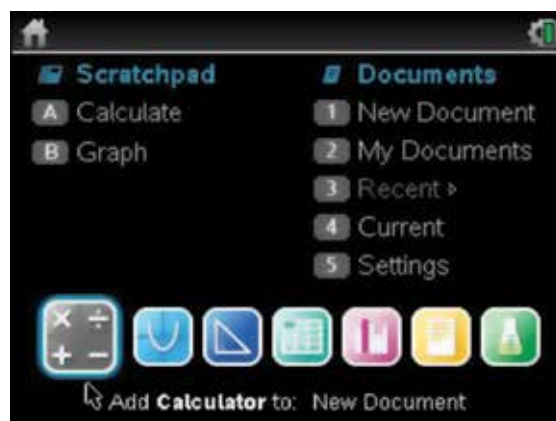 Scratchpad
A Calculate
B Graph
Documents
1 New Document
2 My Documents
3 Recent ▹
4 Current
5 Settings
Add Calculator to: New Document